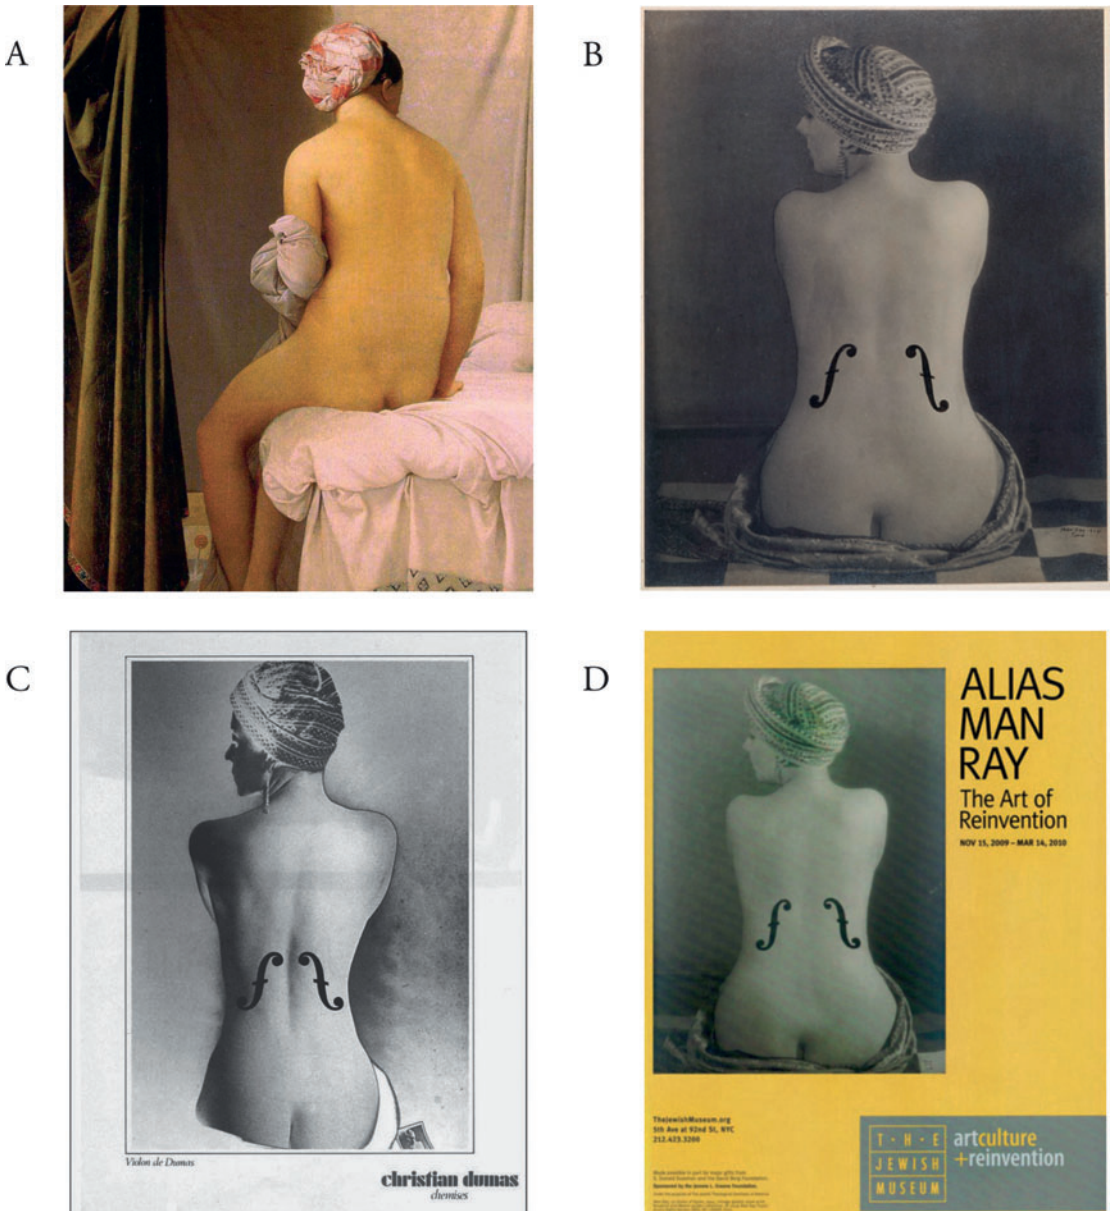 A
B
C
Violon de Dumas
christian dumas
chemises
D
ALIAS
MAN
RAY
The Art of
Reinvention
NOV 15, 2009 – MAR 14, 2010
TheJewishMuseum.org
5th Ave at 92nd St, NYC
212.423.3200
T·H·E
JEWISH
MUSEUM
artculture
+reinvention